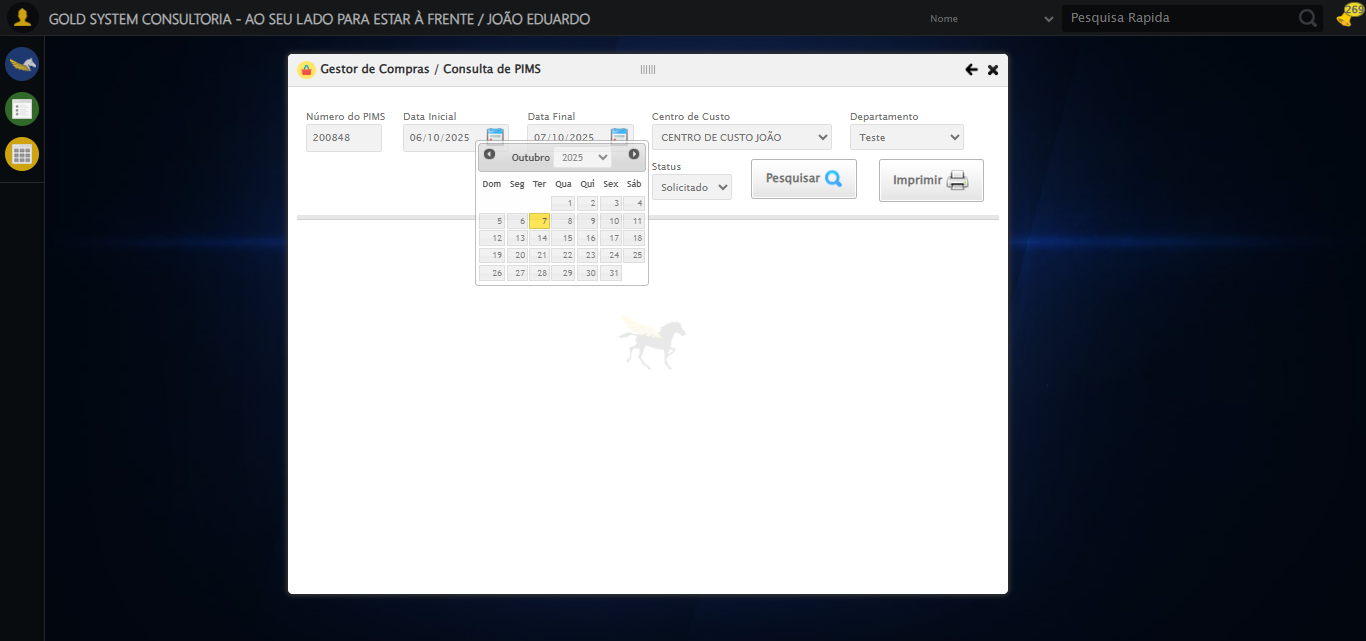 GOLD SYSTEM CONSULTORIA - AO SEU LADO PARA ESTAR À FRENTE / JOÃO EDUARDO
Nome
Pesquisa Rapida
269
Gestor de Compras / Consulta de PIMS
Número do PIMS Data Inicial Data Final Centro de Custo Departamento
200848 06/10/2025 07/10/2025 CENTRO DE CUSTO JOÃO Teste
Outubro 2025
Status
Solicitado
Pesquisar
Imprimir
Dom Seg Ter Qua Qui Sex Sáb
1 2 3 4
5 6 7 8 9 10 11
12 13 14 15 16 17 18
19 20 21 22 23 24 25
26 27 28 29 30 31